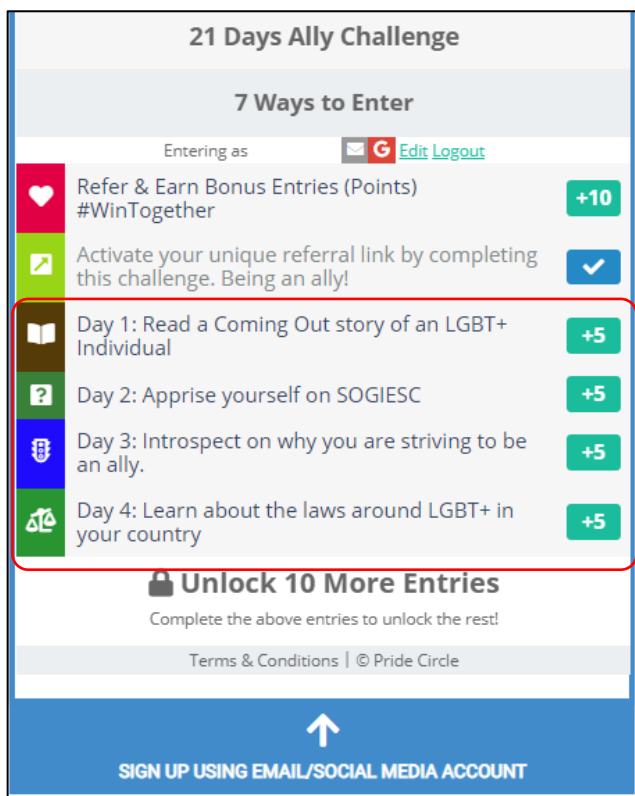 21 Days Ally Challenge
7 Ways to Enter
Entering as G Edit Logout
Refer & Earn Bonus Entries (Points)
#WinTogether
+10
Activate your unique referral link by completing
this challenge. Being an ally!
Day 1: Read a Coming Out story of an LGBT+
Individual
+5
? Day 2: Apprise yourself on SOGIESC +5
Day 3: Introspect on why you are striving to be
an ally.
+5
Day 4: Learn about the laws around LGBT+ in
your country
+5
Unlock 10 More Entries
Complete the above entries to unlock the rest!
Terms & Conditions | © Pride Circle
SIGN UP USING EMAIL/SOCIAL MEDIA ACCOUNT